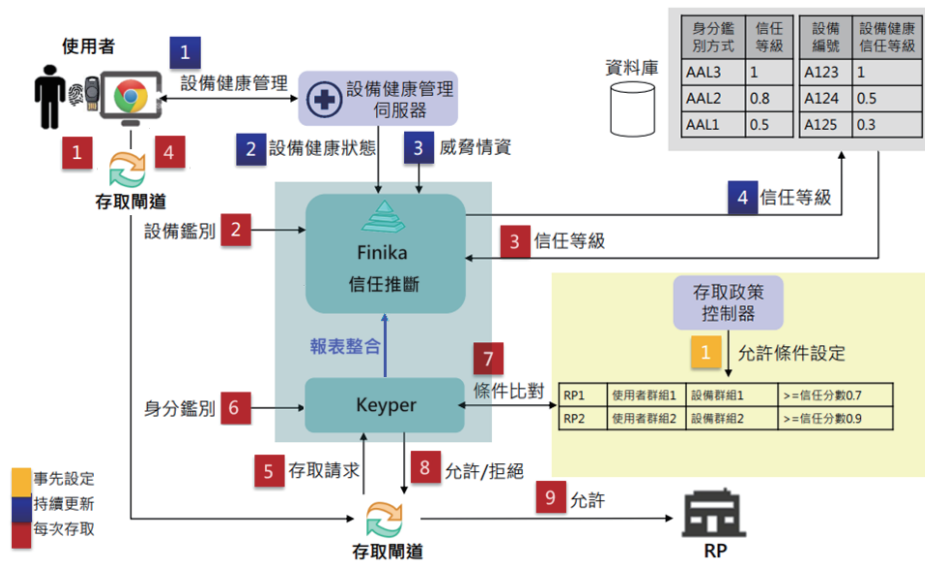 使用者
1
設備健康管理
設備健康管理
伺服器
資料庫
身分鑑
別方式
信任
等級
設備
編號
設備健康
信任等級
AAL3
1
A123
1
AAL2
0.8
A124
0.5
AAL1
0.5
A125
0.3
1
4
存取閘道
2
設備健康狀態
3
威脅情資
4
信任等級
設備鑑別
2
3
信任等級
Finika
信任推斷
存取政策
控制器
報表整合
1
允許條件設定
7
條件比對
身分鑑別
6
Keyper
RP1
使用者群組1
設備群組1
>=信任分數0.7
RP2
使用者群組2
設備群組2
>=信任分數0.9
5
存取請求
8
允許/拒絕
事先設定
持續更新
每次存取
9
允許
存取閘道
RP